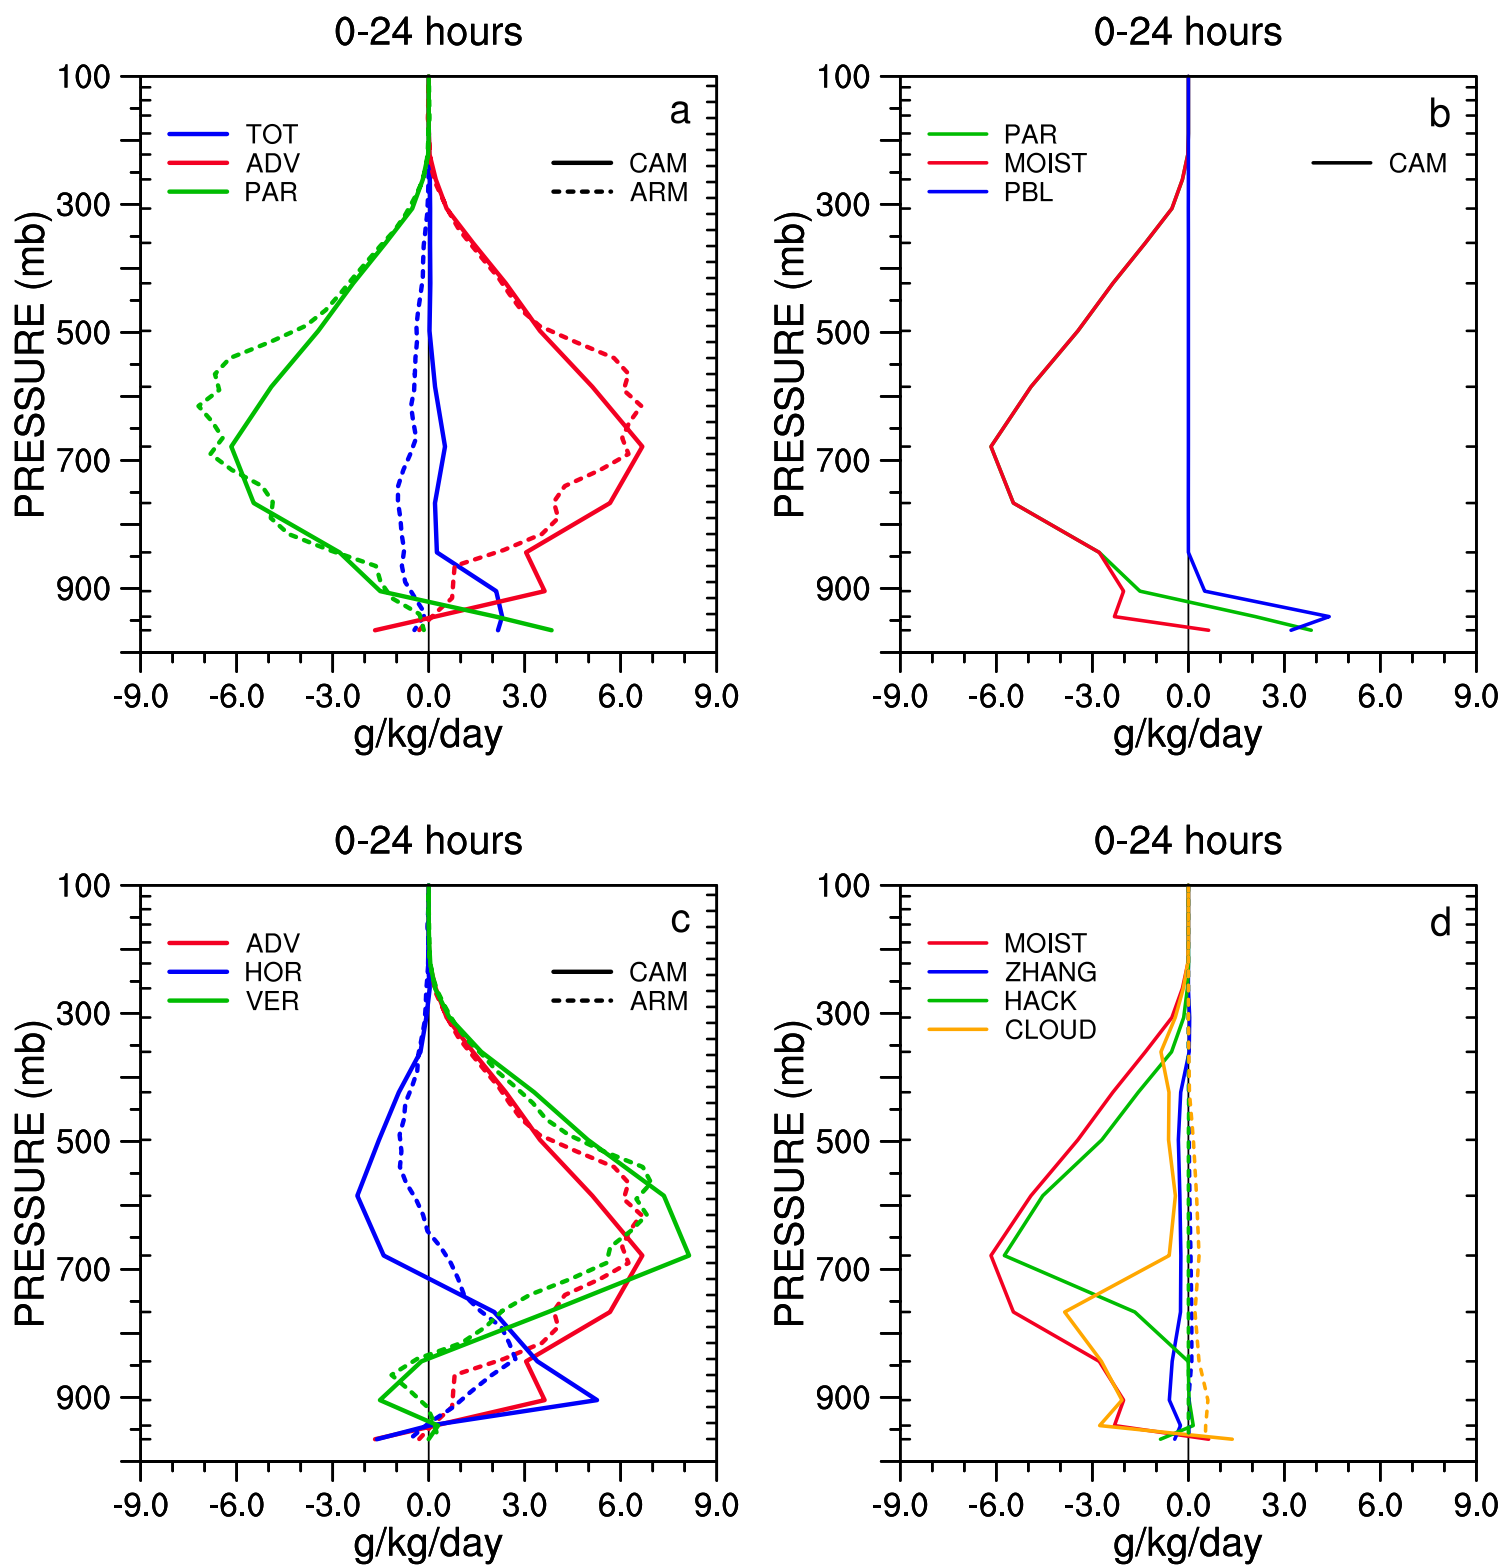 0-24 hours
a
TOT
ADV
PAR
CAM
ARM
PRESSURE (mb)
100
300
500
700
900
-9.0 -6.0 -3.0 0.0 3.0 6.0 9.0
g/kg/day
0-24 hours
b
PAR
MOIST
PBL
CAM
PRESSURE (mb)
100
300
500
700
900
-9.0 -6.0 -3.0 0.0 3.0 6.0 9.0
g/kg/day
0-24 hours
c
ADV
HOR
VER
CAM
ARM
PRESSURE (mb)
100
300
500
700
900
-9.0 -6.0 -3.0 0.0 3.0 6.0 9.0
g/kg/day
0-24 hours
d
MOIST
ZHANG
HACK
CLOUD
PRESSURE (mb)
100
300
500
700
900
-9.0 -6.0 -3.0 0.0 3.0 6.0 9.0
g/kg/day